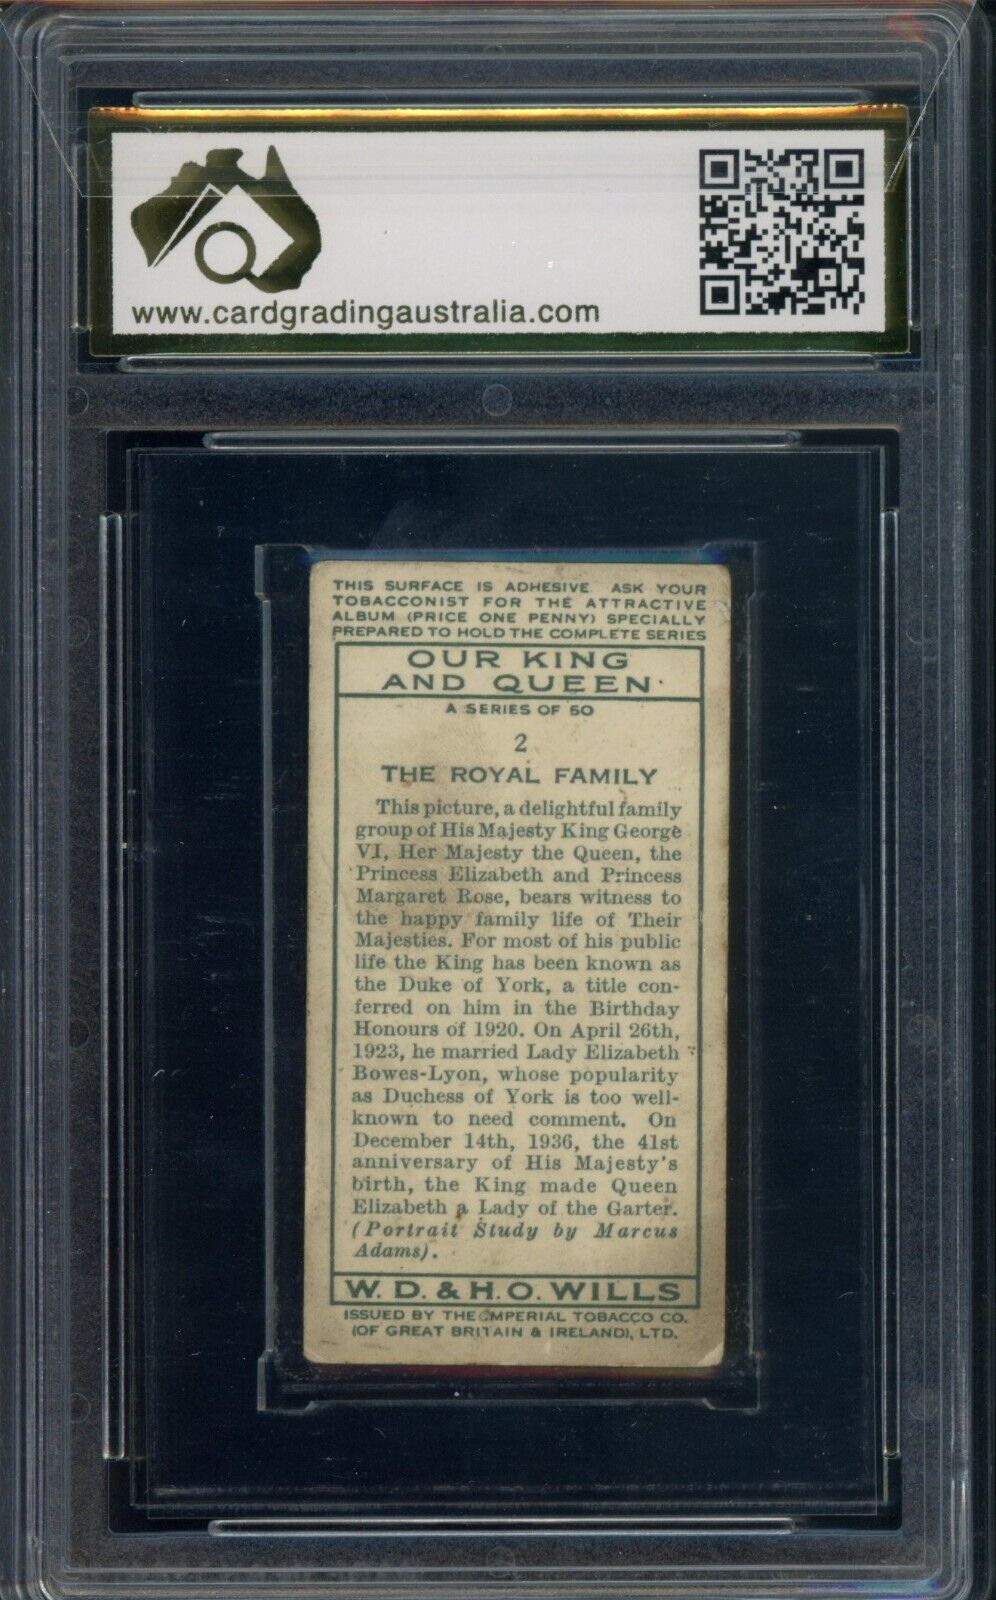 www.cardgradingaustralia.com
THIS SURFACE IS ADHESIVE ASK YOUR
TOBACCONIST FOR THE ATTRACTIVE
ALBUM (PRICE ONE PENNY) SPECIALLY
PREPARED TO HOLD THE COMPLETE SERIES
OUR KING
AND QUEEN
A SERIES OF 50
2
THE ROYAL FAMILY
This picture, a delightful family
group of His Majesty King George
VI, Her Majesty the Queen, the
Princess Elizabeth and Princess
Margaret Rose, bears witness to
the happy family life of Their
Majesties. For most of his public
life the King has been known as
the Duke of York, a title con-
ferred on him in the Birthday
Honours of 1920. On April 26th,
1923, he married Lady Elizabeth
Bowes-Lyon, whose popularity
as Duchess of York is too well-
known to need comment. On
December 14th, 1936, the 41st
anniversary of His Majesty's
birth, the King made Queen
Elizabeth a Lady of the Garter.
(Portrait Study by Marcus
Adams).
W. D. & H. O. WILLS
ISSUED BY THE IMPERIAL TOBACCO CO.
(OF GREAT BRITAIN & IRELAND), LTD.